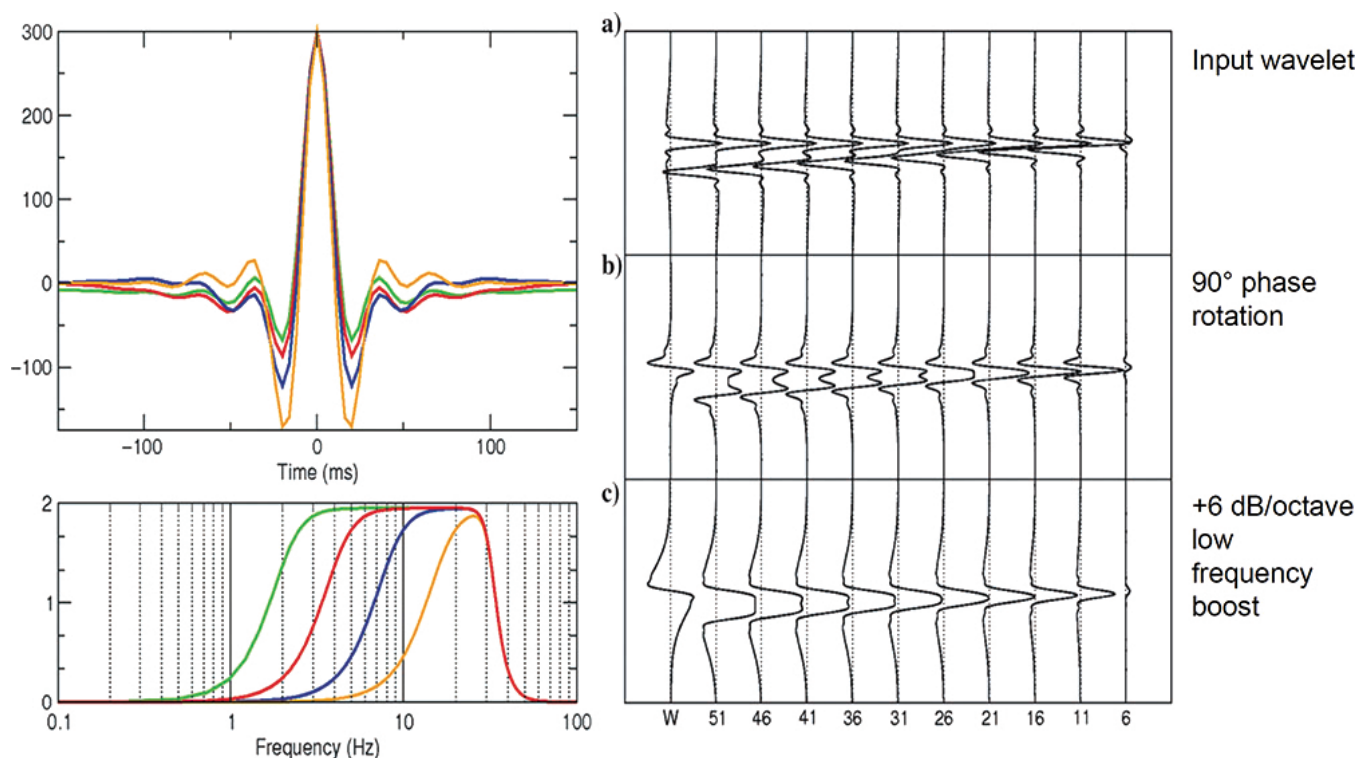 300
200
100
0
−100
−100
0
100
Time (ms)
2
1
0
0.1
1
10
100
Frequency (Hz)
a)
Input wavelet
b)
90° phase
rotation
c)
+6 dB/octave
low
frequency
boost
W 51 46 41 36 31 26 21 16 11 6